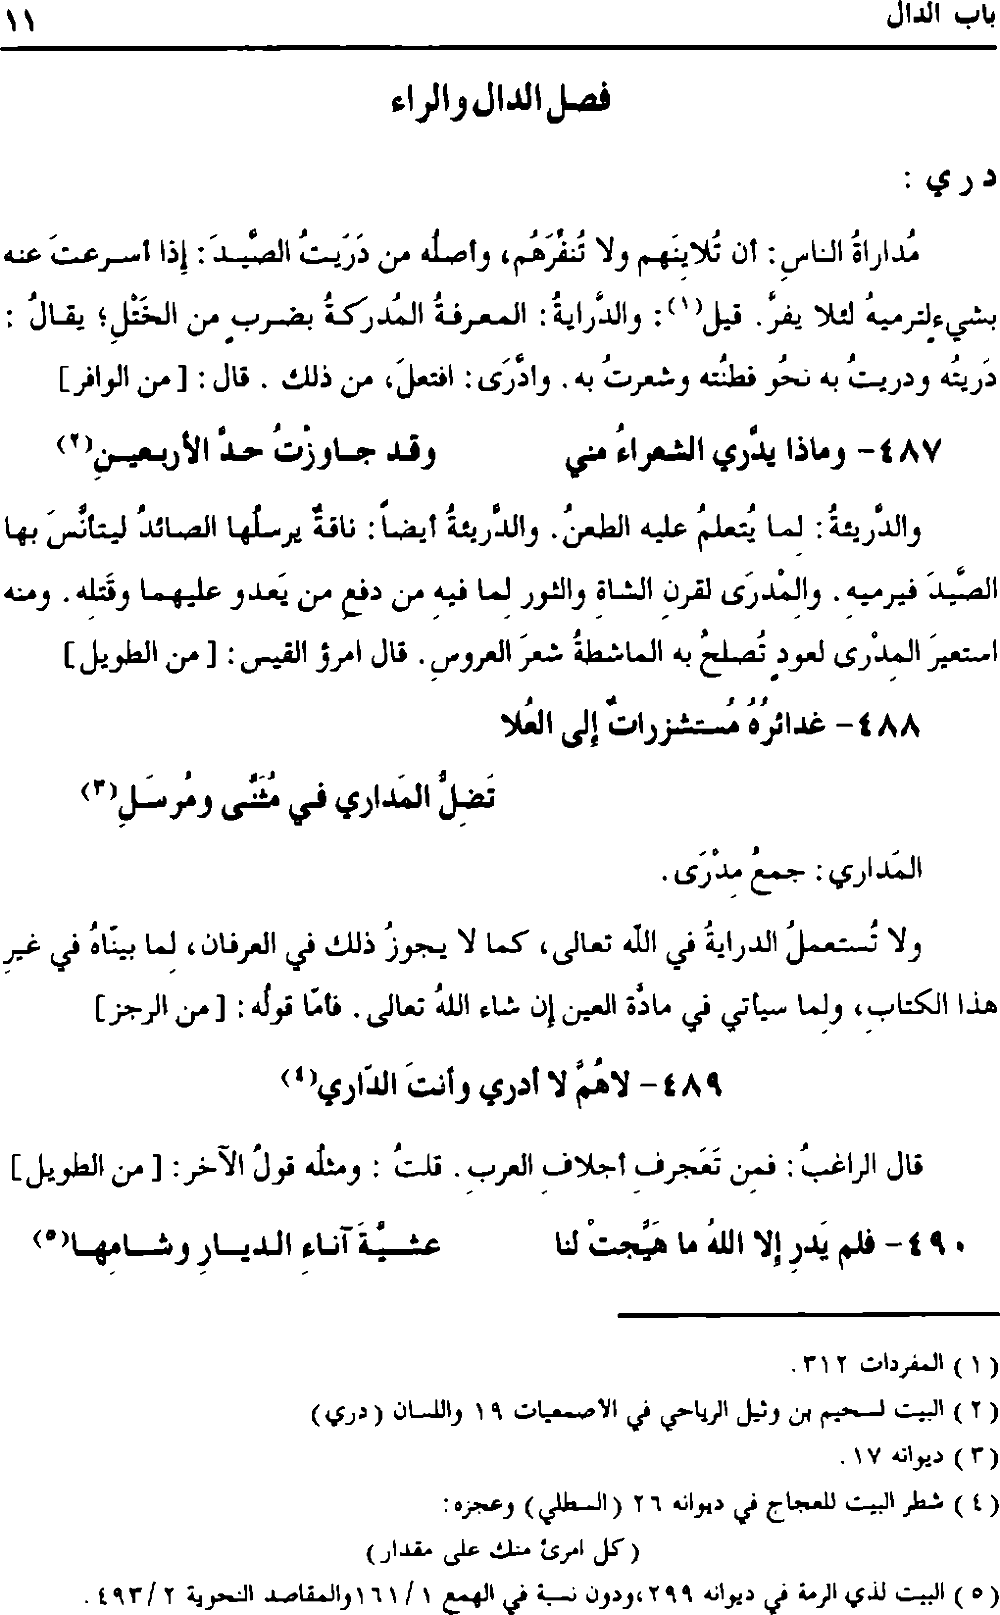 باب الدال ١١
فصل الدال والراء
د ر ي :
مُداراةُ الناسِ: أن تُلاينَهم ولا تُنفِّرَهُم، وأصلُه من دَرَيتُ الصَّيدَ: إذا أسرعتَ عنه
بشيءٍ لترميهُ لئلا يفرَّ. قيل(١): والدِّرايةُ: المعرفةُ المُدركةُ بضربٍ من الخَتْلِ؛ يقالُ :
دَريتُه ودريتُ به نحوُ فطنْتُه وشعرتُ به. وادَّرَى: افتعلَ، من ذلك . قال: [من الوافر]
٤٨٧- وماذا يدَّري الشعراءُ مني وقد جاوزْتُ حدَّ الأربعينِ(٢)
والدَّريئةُ: لِما يُتعلمُ عليه الطعنُ. والدَّريئةُ أيضاً: ناقةٌ يرسلُها الصائدُ ليتأنَّسَ بها
الصَّيدَ فيرميهِ. والمِدْرَى لقرنِ الشاةِ والثور لِما فيهِ من دفعِ من يَعدو عليهما وقَتلِه. ومنه
استعيرَ المِدْرى لعودٍ تُصلحُ به الماشطةُ شعرَ العروسِ. قال امرؤ القيس: [من الطويل]
٤٨٨- غدائرُهُ مُستشزراتٌ إلى العُلا
تَضِلُّ المَداري في مُثَنَّى ومُرسَلِ(٣)
المَداري: جمعُ مِدْرَى.
ولا تُستعملُ الدرايةُ في الله تعالى، كما لا يجوزُ ذلك في العرفان، لِما بينّاهُ في غيرِ
هذا الكتابِ، ولِما سيأتي في مادَّة العين إن شاء اللهُ تعالى. فأمّا قولُه: [من الرجز]
٤٨٩- لاهُمَّ لا أدري وأنتَ الدّاري(٤)
قال الراغبُ: فمِن تَعَجرفِ أجلافِ العربِ. قلتُ : ومثلُه قولُ الآخر: [من الطويل]
٤٩٠- فلم يَدرِ إلا اللهُ ما هَيَّجتْ لنا عشيَّةَ آناءِ الديارِ وشامِها(٥)
(١) المفردات ٣١٢.
(٢) البيت لسحيم بن وثيل الرياحي في الأصمعيات ١٩ واللسان (دري)
(٣) ديوانه ١٧.
(٤) شطر البيت للعجاج في ديوانه ٢٦ (السطلي) وعجزه:
(كل امرئ منك على مقدار)
(٥) البيت لذي الرمة في ديوانه ٢٩٩،ودون نسبة في الهمع ١/ ١٦١والمقاصد النحوية ٢/ ٤٩٣ .